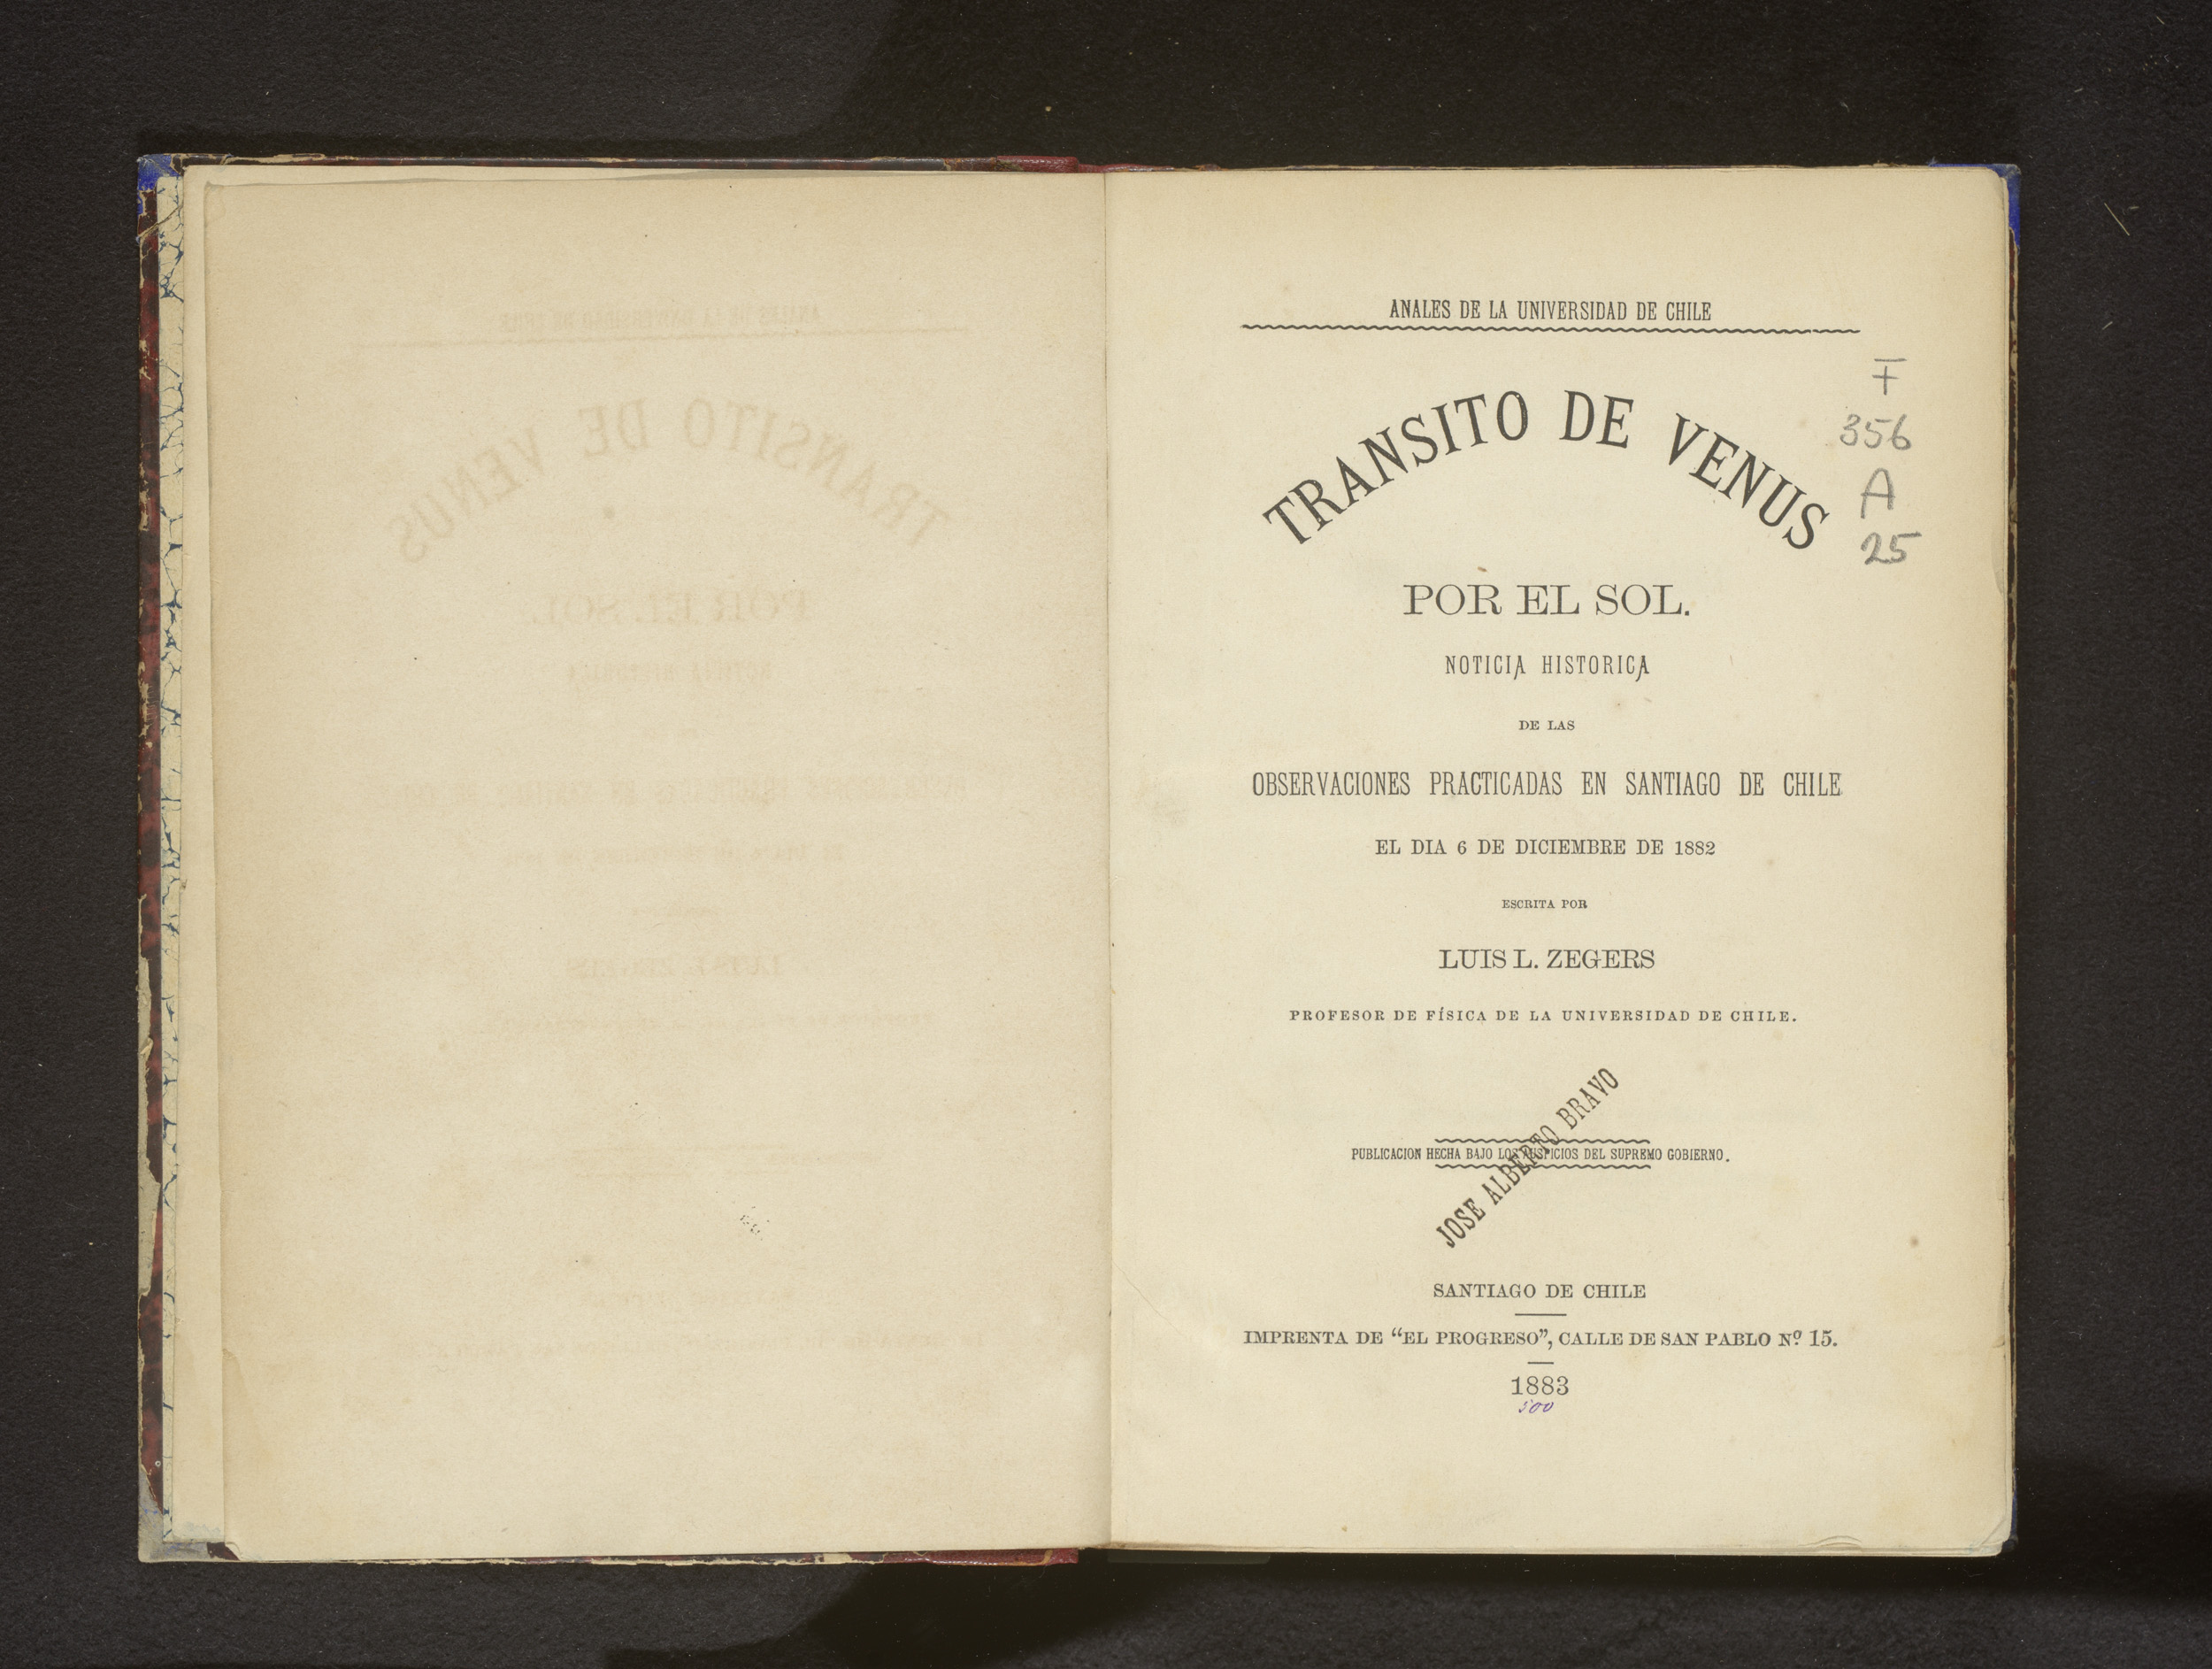 ANALES DE LA UNIVERSIDAD DE CHILE
TRANSITO DE VENUS
POR EL SOL.
NOTICIA HISTORICA
DE LAS
OBSERVACIONES PRACTICADAS EN SANTIAGO DE CHILE
EL DIA 6 DE DICIEMBRE DE 1882
ESCRITA POR
LUIS L. ZEGERS
PROFESOR DE FÍSICA DE LA UNIVERSIDAD DE CHILE.
PUBLICACION HECHA BAJO LOS AUSPICIOS DEL SUPREMO GOBIERNO.
JOSE ALBERTO BRAVO
SANTIAGO DE CHILE
IMPRENTA DE “EL PROGRESO”, CALLE DE SAN PABLO Nº 15.
1883
500
356
A
25